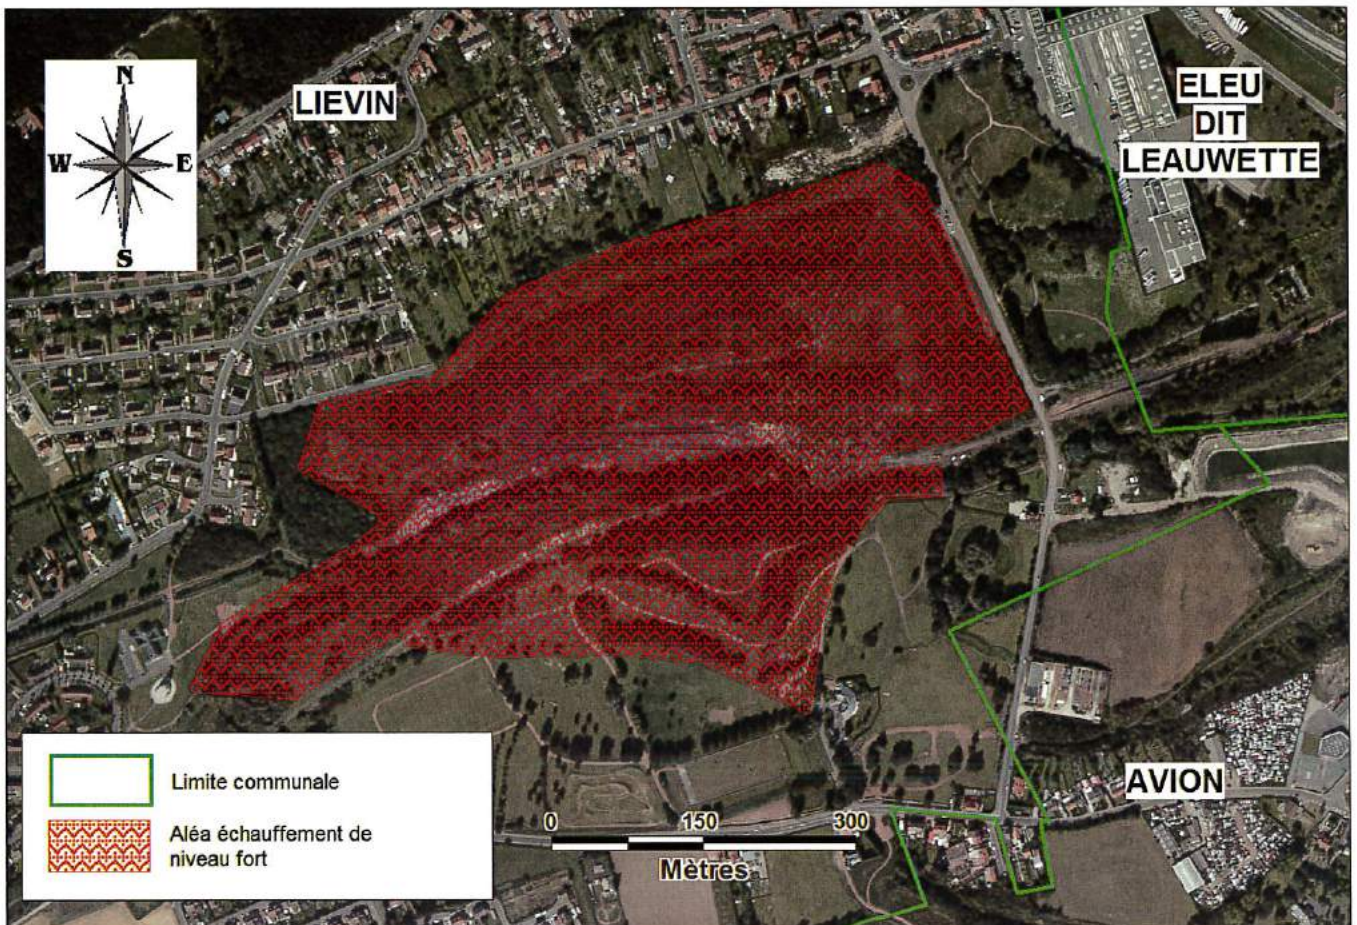 N
W E
S
LIEVIN
ELEU
DIT
LEAUWETTE
AVION
Limite communale
Aléa échauffement de
niveau fort
0 150 300
Mètres